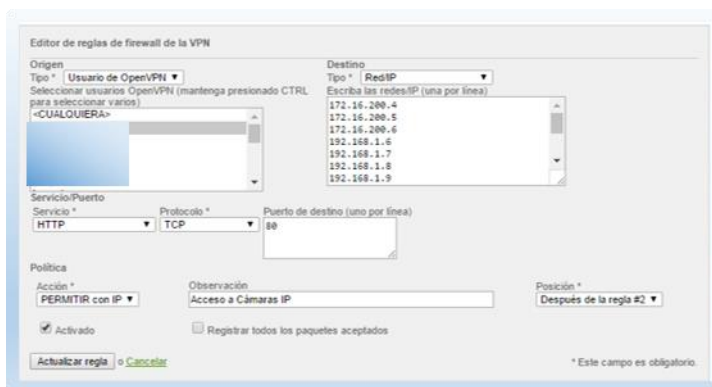 Editor de reglas de firewall de la VPN
Origen
Tipo * Usuario de OpenVPN
Seleccionar usuarios OpenVPN (mantenga presionado CTRL
para seleccionar varios)
<CUALQUIERA>
Destino
Tipo * Red/IP
Escriba las redes/IP (una por línea)
172.16.200.4
172.16.200.5
172.16.200.6
192.168.1.6
192.168.1.7
192.168.1.8
192.168.1.9
Servicio/Puerto
Servicio * Protocolo * Puerto de destino (uno por línea)
HTTP TCP 80
Política
Acción * Observación Posición *
PERMITIR con IP Acceso a Cámaras IP Después de la regla #2
Activado Registrar todos los paquetes aceptados
Actualizar regla o Cancelar * Este campo es obligatorio.